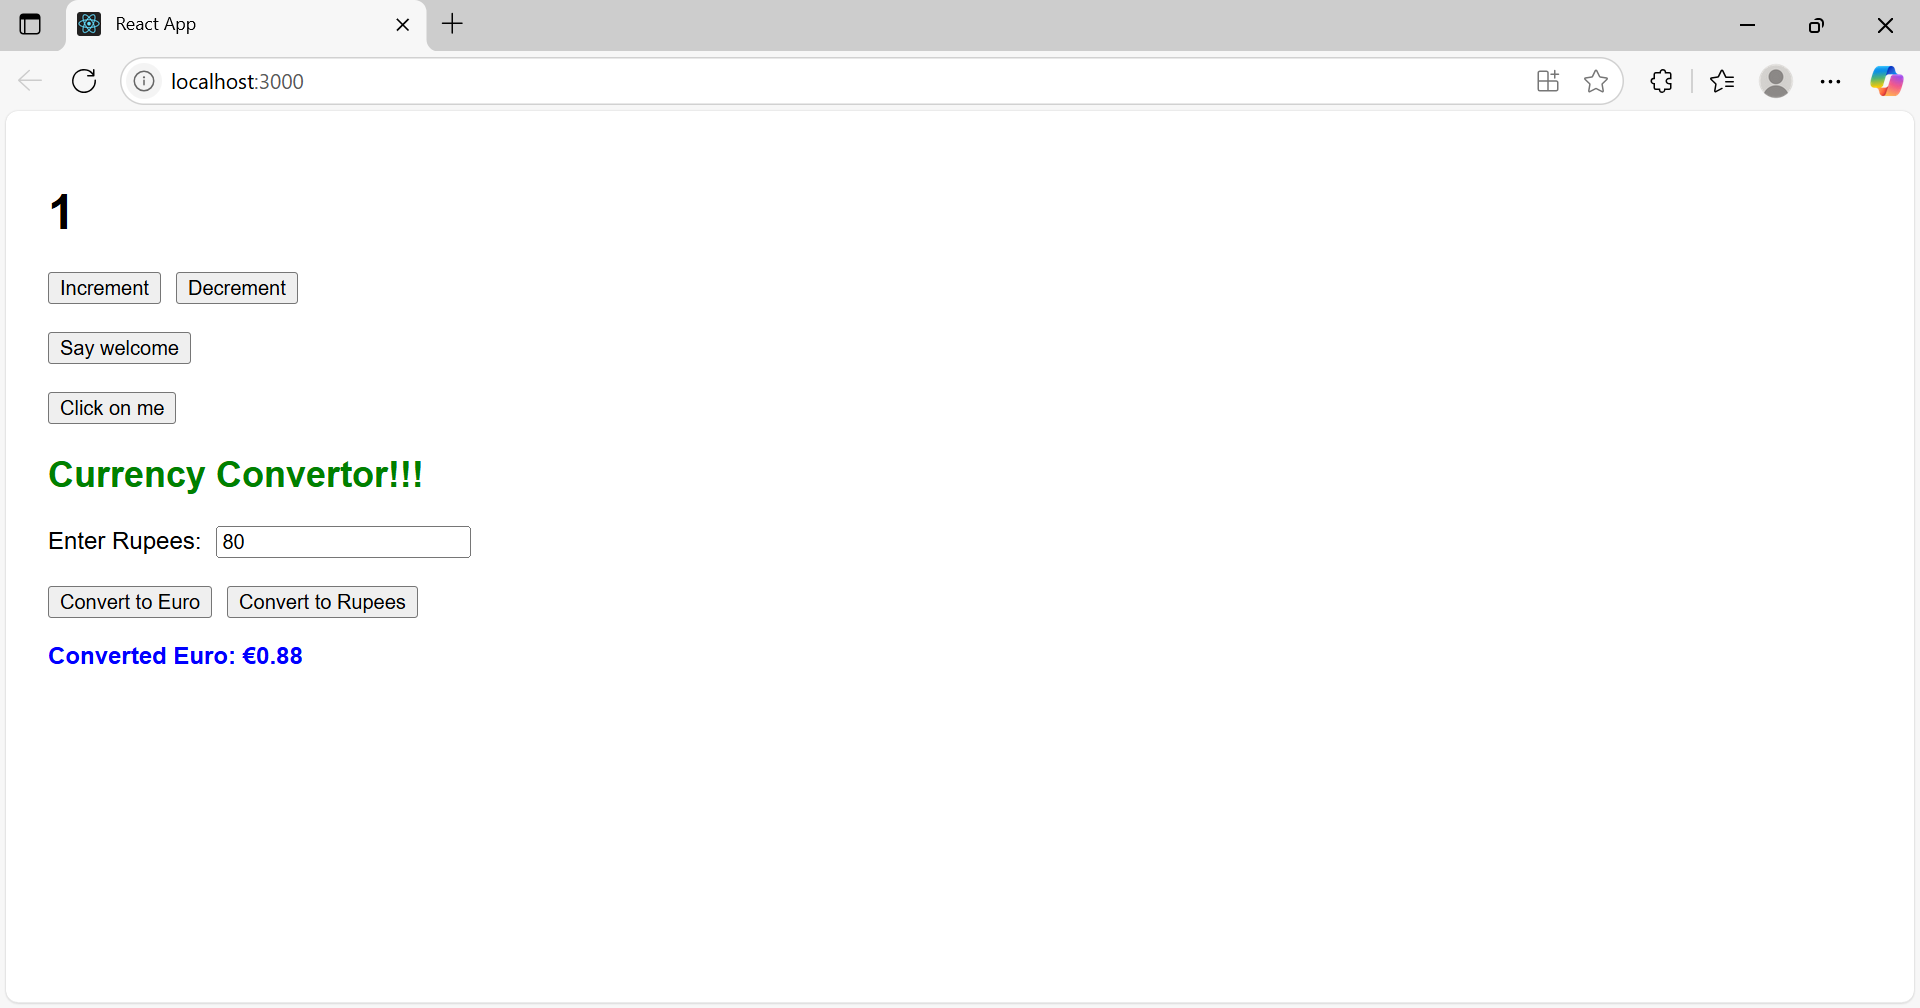 React App
localhost:3000
1
Increment Decrement
Say welcome
Click on me
Currency Convertor!!!
Enter Rupees: 80
Convert to Euro Convert to Rupees
Converted Euro: €0.88